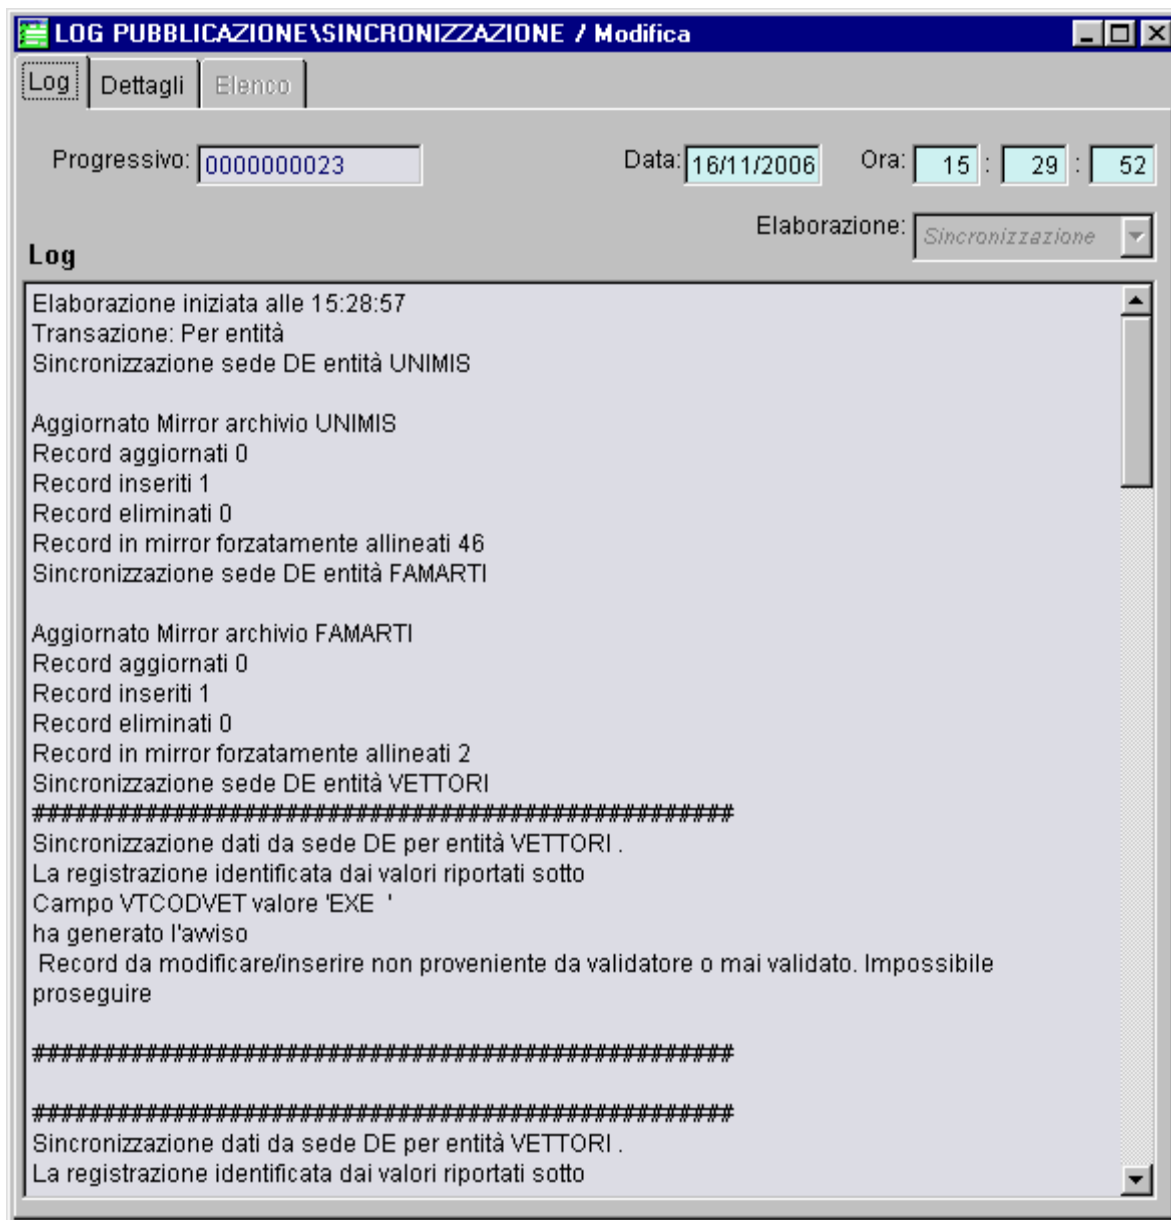 LOG PUBBLICAZIONE\SINCRONIZZAZIONE / Modifica
Log Dettagli Elenco
Progressivo: 0000000023 Data: 16/11/2006 Ora: 15 : 29 : 52
Elaborazione: Sincronizzazione
Log
Elaborazione iniziata alle 15:28:57
Transazione: Per entità
Sincronizzazione sede DE entità UNIMIS
Aggiornato Mirror archivio UNIMIS
Record aggiornati 0
Record inseriti 1
Record eliminati 0
Record in mirror forzatamente allineati 46
Sincronizzazione sede DE entità FAMARTI
Aggiornato Mirror archivio FAMARTI
Record aggiornati 0
Record inseriti 1
Record eliminati 0
Record in mirror forzatamente allineati 2
Sincronizzazione sede DE entità VETTORI
##################################################
Sincronizzazione dati da sede DE per entità VETTORI .
La registrazione identificata dai valori riportati sotto
Campo VTCODVET valore 'EXE  '
ha generato l'avviso
Record da modificare/inserire non proveniente da validatore o mai validato. Impossibile
proseguire
##################################################
##################################################
Sincronizzazione dati da sede DE per entità VETTORI .
La registrazione identificata dai valori riportati sotto